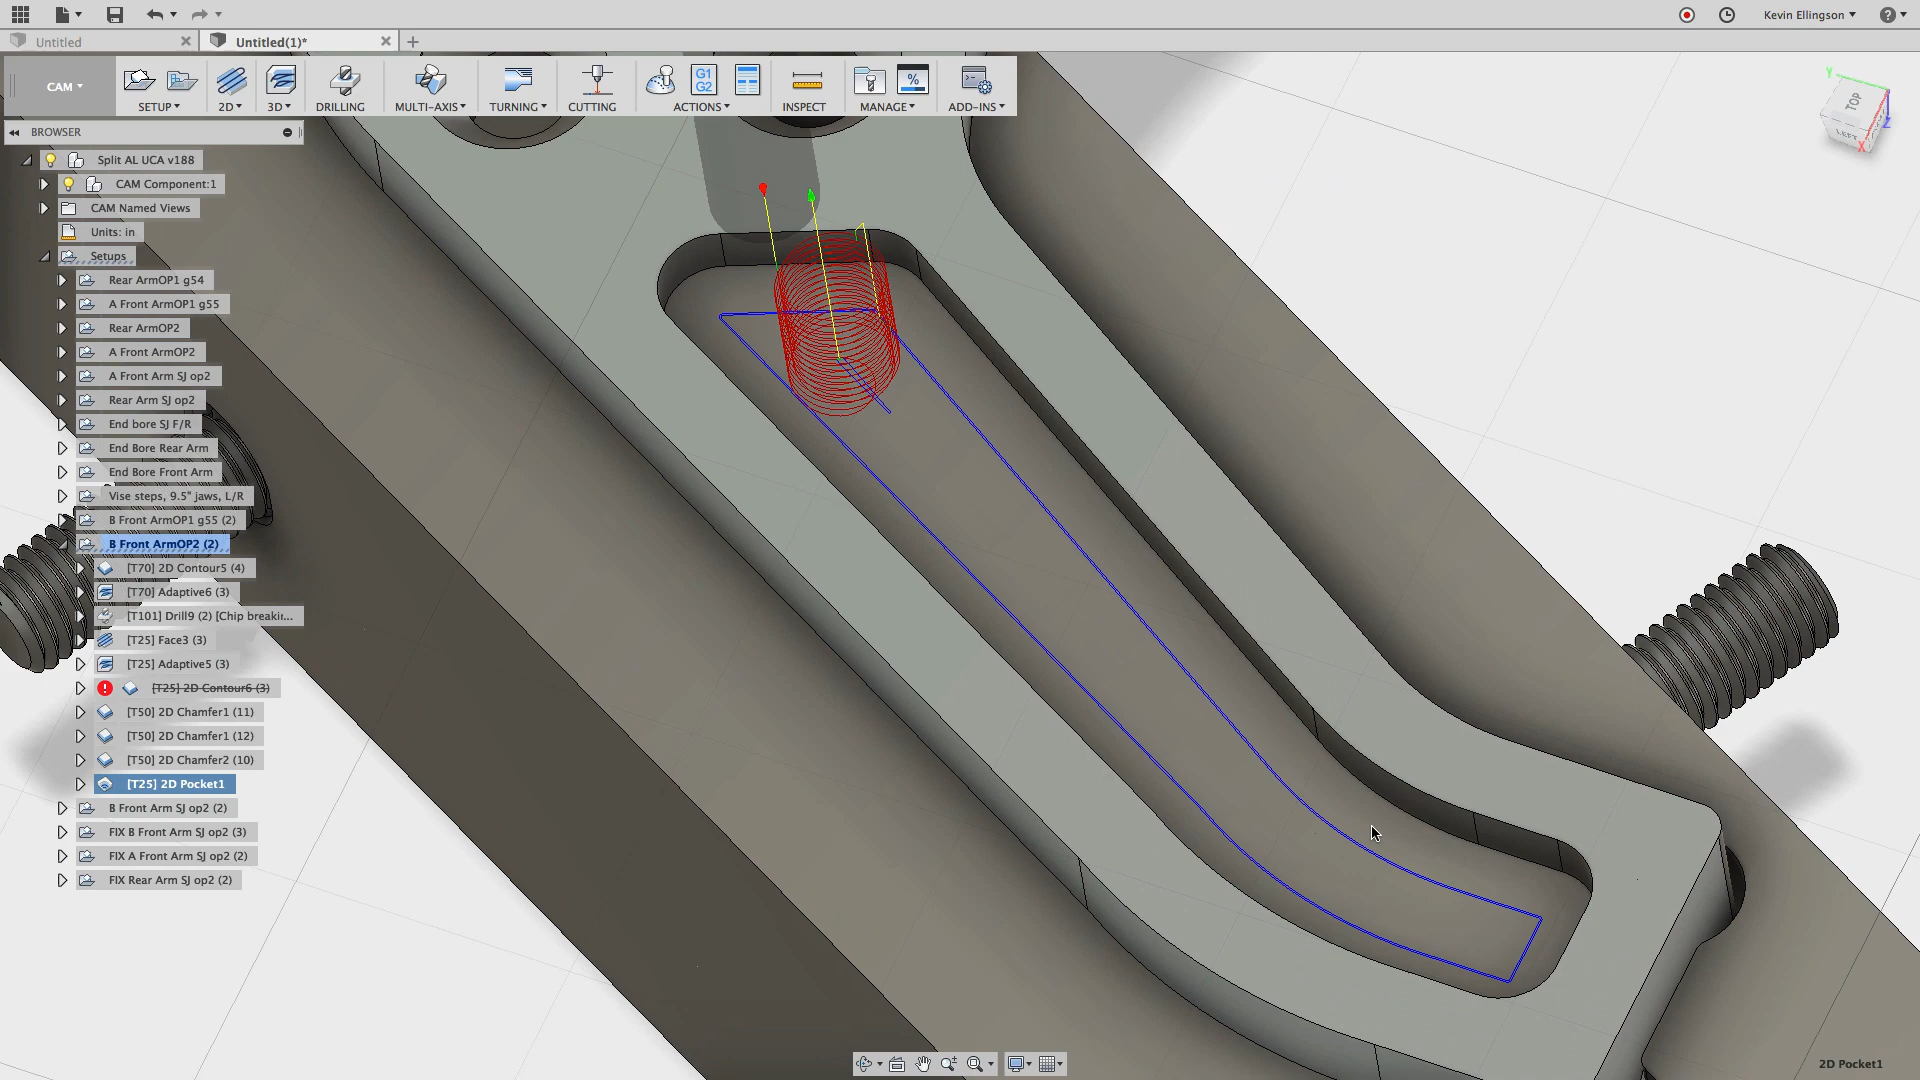 Kevin Ellingson
Untitled
Untitled(1)*
CAM
SETUP
2D
3D
DRILLING
MULTI-AXIS
TURNING
CUTTING
G1
G2
ACTIONS
INSPECT
%
MANAGE
ADD-INS
Y
TOP
LEFT
Z
X
BROWSER
Split AL UCA v188
CAM Component:1
CAM Named Views
Units: in
Setups
Rear ArmOP1 g54
A Front ArmOP1 g55
Rear ArmOP2
A Front ArmOP2
A Front Arm SJ op2
Rear Arm SJ op2
End bore SJ F/R
End Bore Rear Arm
End Bore Front Arm
Vise steps, 9.5" jaws, L/R
B Front ArmOP1 g55 (2)
B Front ArmOP2 (2)
[T70] 2D Contour5 (4)
[T70] Adaptive6 (3)
[T101] Drill9 (2) [Chip breakin...
[T25] Face3 (3)
[T25] Adaptive5 (3)
[T25] 2D Contour6 (3)
[T50] 2D Chamfer1 (11)
[T50] 2D Chamfer1 (12)
[T50] 2D Chamfer2 (10)
[T25] 2D Pocket1
B Front Arm SJ op2 (2)
FIX B Front Arm SJ op2 (3)
FIX A Front Arm SJ op2 (2)
FIX Rear Arm SJ op2 (2)
2D Pocket1